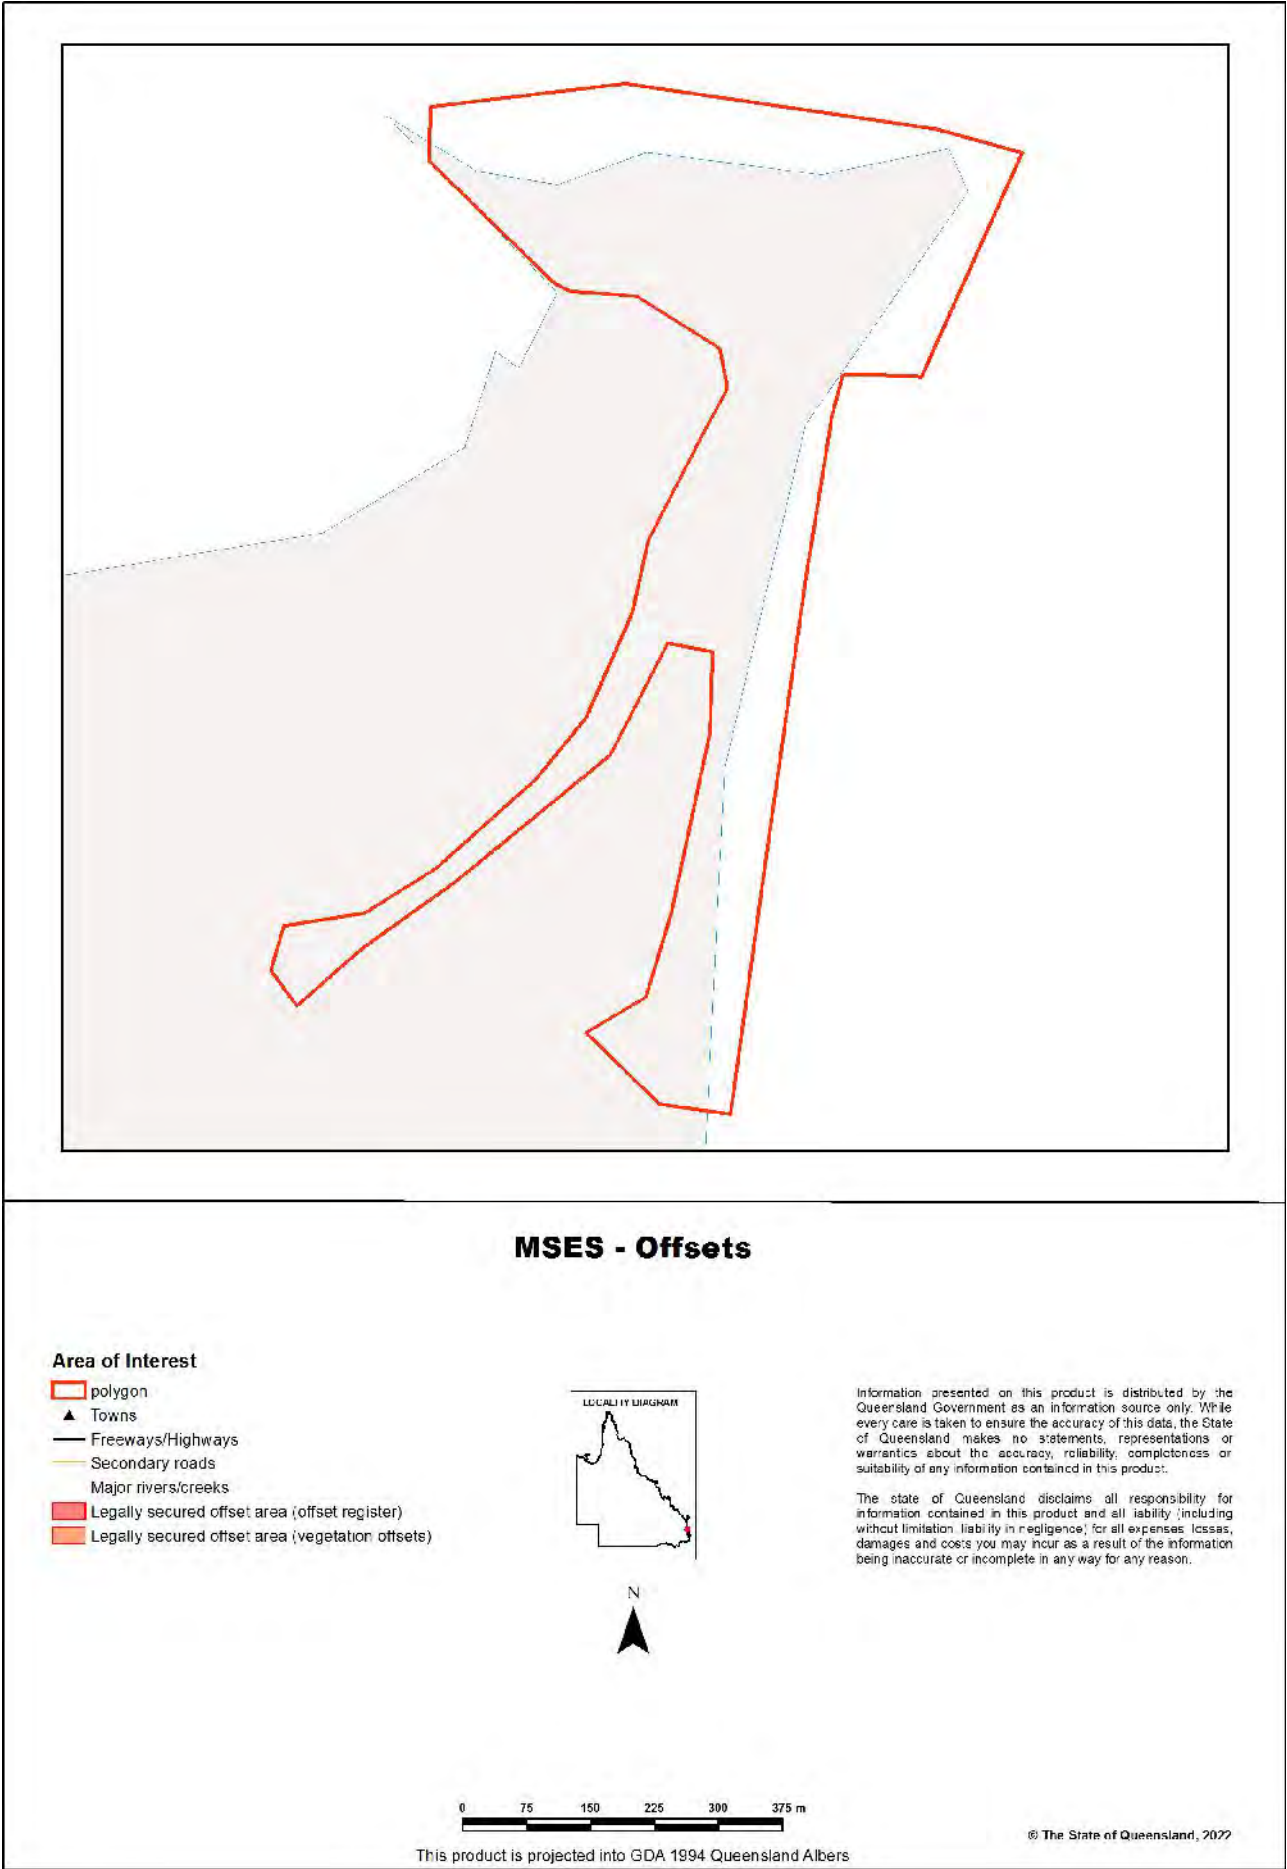 MSES - Offsets
Area of Interest
polygon
Towns
Freeways/Highways
Secondary roads
Major rivers/creeks
Legally secured offset area (offset register)
Legally secured offset area (vegetation offsets)
LOCALITY DIAGRAM
N
Information presented on this product is distributed by the
Queensland Government as an information source only. While
every care is taken to ensure the accuracy of this data, the State
of Queensland makes no statements, representations or
warranties about the accuracy, reliability, completeness or
suitability of any information contained in this product.
The state of Queensland disclaims all responsibility for
information contained in this product and all liability (including
without limitation, liability in negligence) for all expenses, losses,
damages and costs you may incur as a result of the information
being inaccurate or incomplete in any way for any reason.
0 75 150 225 300 375 m
This product is projected into GDA 1994 Queensland Albers
© The State of Queensland, 2022